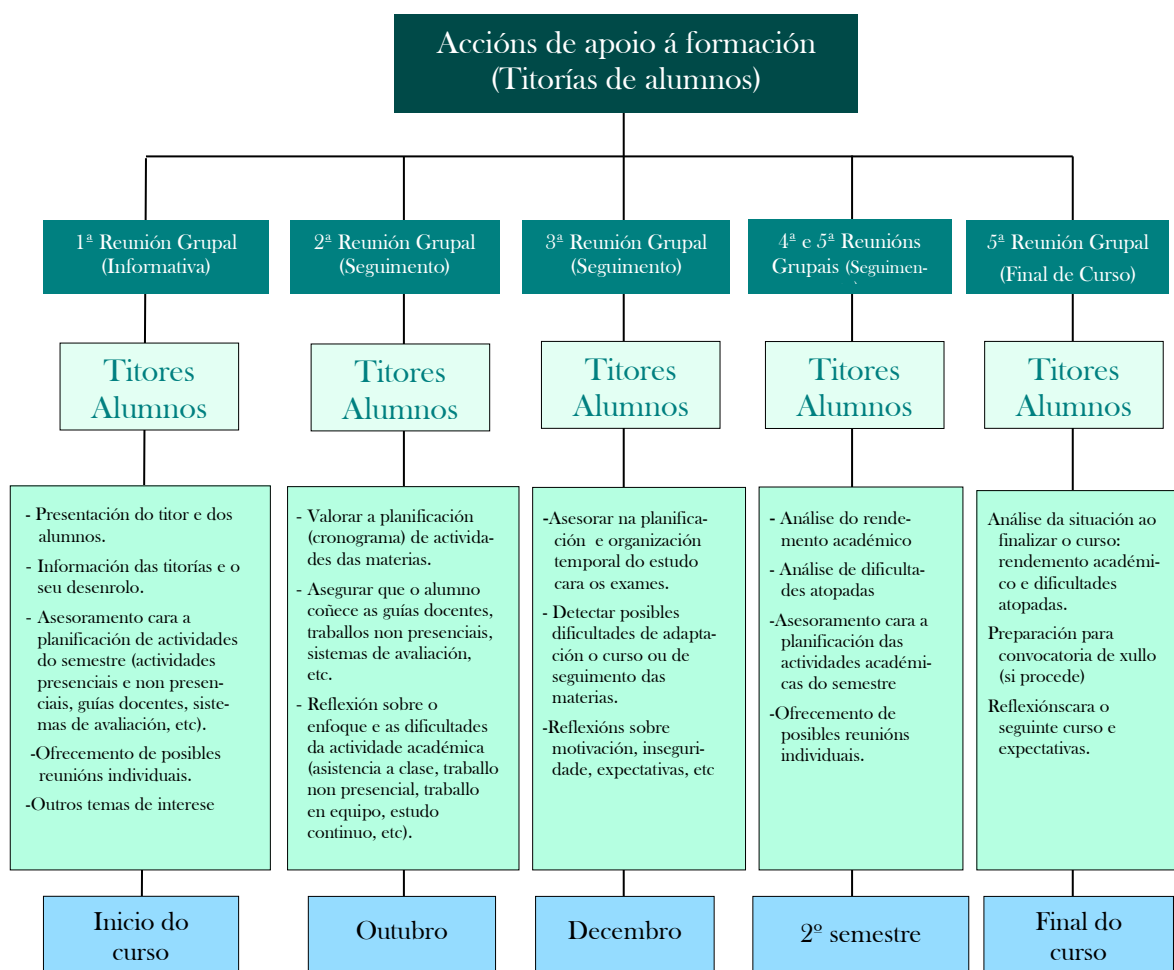 Accións de apoio á formación
(Titorías de alumnos)
1ª Reunión Grupal
(Informativa)
2ª Reunión Grupal
(Seguimento)
3ª Reunión Grupal
(Seguimento)
4ª e 5ª Reunións
Grupais (Seguimen-
5ª Reunión Grupal
(Final de Curso)
Titores
Alumnos
Titores
Alumnos
Titores
Alumnos
Titores
Alumnos
Titores
Alumnos
- Presentación do titor e dos
alumnos.
- Información das titorías e o
seu desenrolo.
- Asesoramento cara a
planificación de actividades
do semestre (actividades
presenciais e non presen-
ciais, guías docentes, siste-
mas de avaliación, etc).
-Ofrecemento de posibles
reunións individuais.
-Outros temas de interese
- Valorar a planificación
(cronograma) de activida-
des das materias.
- Asegurar que o alumno
coñece as guías docentes,
traballos non presenciais,
sistemas de avaliación,
etc.
- Reflexión sobre o
enfoque e as dificultades
da actividade académica
(asistencia a clase, traballo
non presencial, traballo
en equipo, estudo
continuo, etc).
-Asesorar na planifica-
ción e organización
temporal do estudo
cara os exames.
- Detectar posibles
dificultades de adapta-
ción o curso ou de
seguimento das
materias.
-Reflexións sobre
motivación, inseguri-
dade, expectativas, etc
- Análise do rende-
mento académico
- Análise de dificulta-
des atopadas
-Asesoramento cara a
planificación das
actividades académi-
cas do semestre
-Ofrecemento de
posibles reunións
individuais.
Análise da situación ao
finalizar o curso:
rendemento académi-
co e dificultades
atopadas.
Preparación para
convocatoria de xullo
(si procede)
Reflexiónscara o
seguinte curso e
expectativas.
Inicio do
curso
Outubro
Decembro
2º semestre
Final do
curso